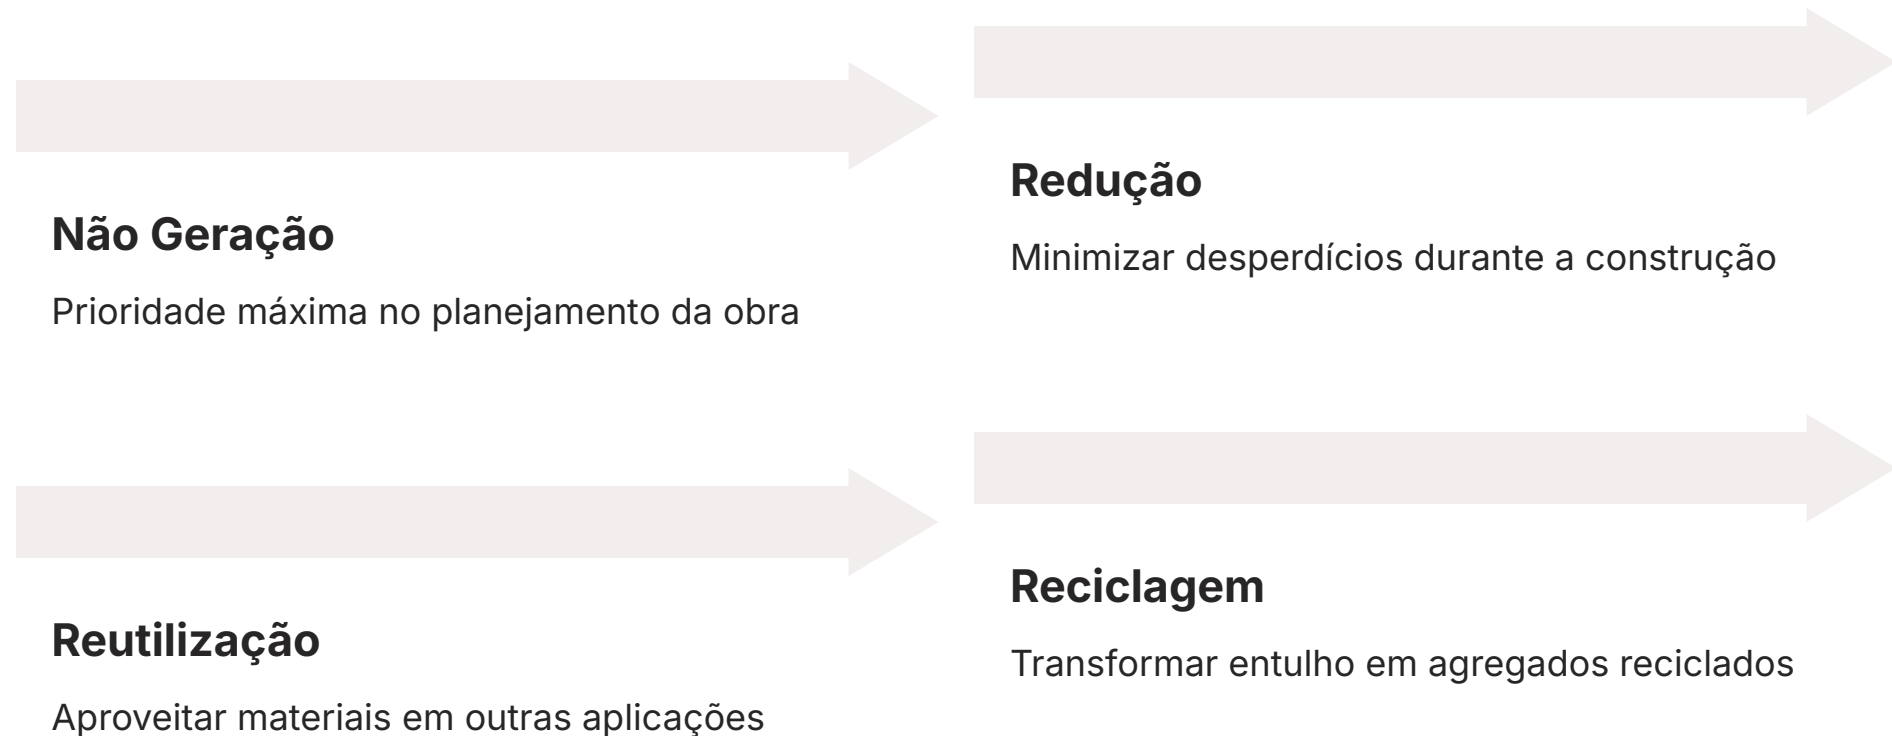 Não Geração
Prioridade máxima no planejamento da obra
Redução
Minimizar desperdícios durante a construção
Reutilização
Aproveitar materiais em outras aplicações
Reciclagem
Transformar entulho em agregados reciclados